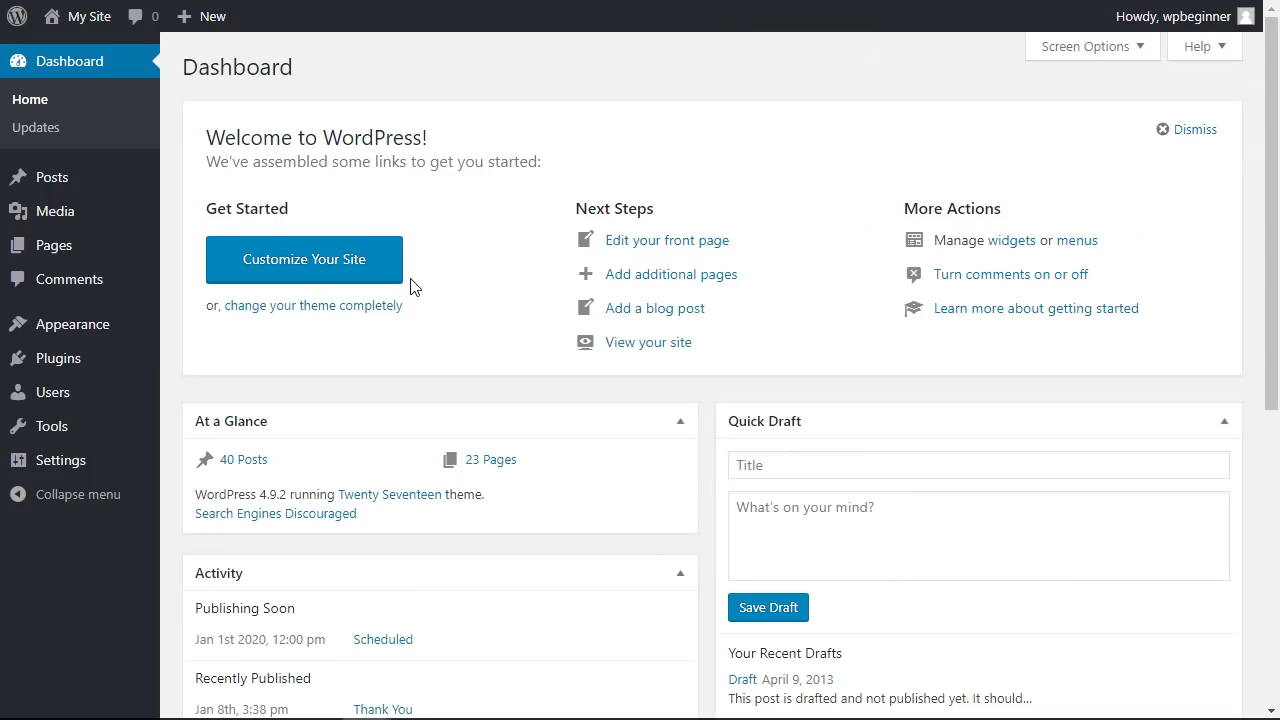 My Site 0 New Howdy, wpbeginner
Screen Options Help
Dashboard
Home
Updates
Posts
Media
Pages
Comments
Appearance
Plugins
Users
Tools
Settings
Collapse menu
Dashboard
Welcome to WordPress!
We've assembled some links to get you started:
Dismiss
Get Started
Customize Your Site
or, change your theme completely
Next Steps
Edit your front page
Add additional pages
Add a blog post
View your site
More Actions
Manage widgets or menus
Turn comments on or off
Learn more about getting started
At a Glance
40 Posts 23 Pages
WordPress 4.9.2 running Twenty Seventeen theme.
Search Engines Discouraged
Activity
Publishing Soon
Jan 1st 2020, 12:00 pm Scheduled
Recently Published
Jan 8th, 3:38 pm Thank You
Quick Draft
Title
What's on your mind?
Save Draft
Your Recent Drafts
Draft April 9, 2013
This post is drafted and not published yet. It should...